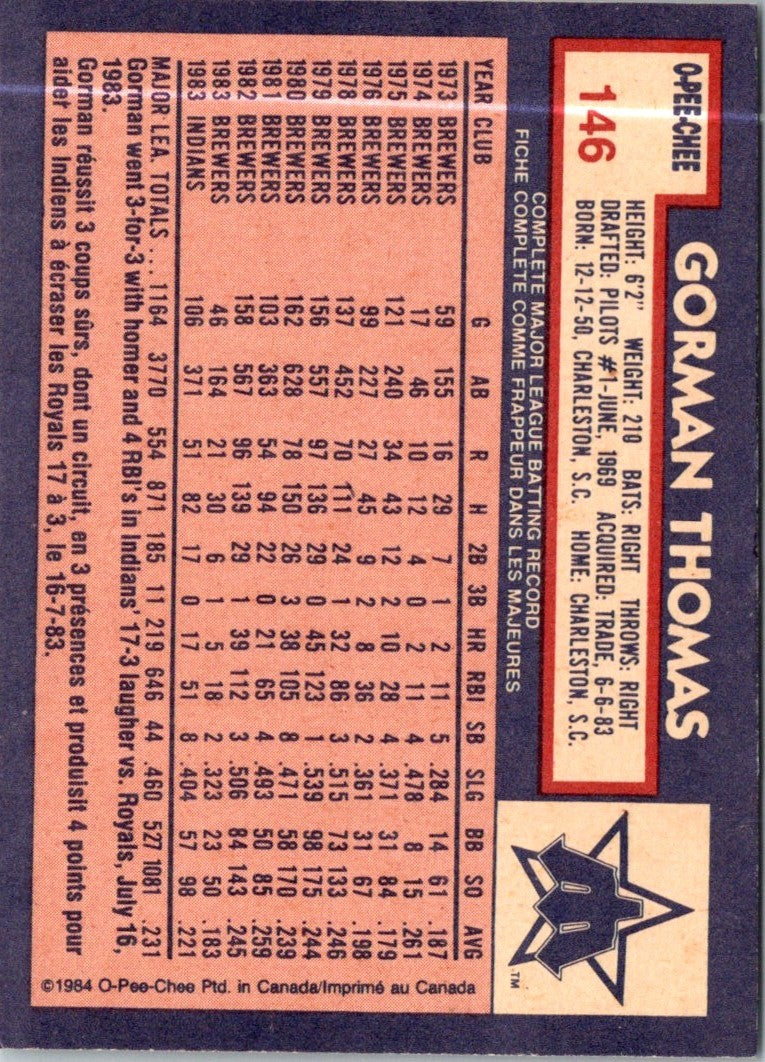 O-PEE-CHEE
146
GORMAN THOMAS
HEIGHT: 6'2" WEIGHT: 210 BATS: RIGHT THROWS: RIGHT
DRAFTED: PILOTS #1-JUNE, 1969 ACQUIRED: TRADE, 6-6-83
BORN: 12-12-50, CHARLESTON, S.C. HOME: CHARLESTON, S.C.
COMPLETE MAJOR LEAGUE BATTING RECORD
FICHE COMPLETE COMME FRAPPEUR DANS LES MAJEURES
TM
YEAR CLUB G AB R H 2B 3B HR RBI SB SLG BB SO AVG
1973 BREWERS 59 155 16 29 7 1 2 11 5 .284 14 61 .187
1974 BREWERS 17 46 10 12 4 0 2 11 4 .478 8 15 .261
1975 BREWERS 121 240 34 43 12 2 10 28 4 .371 31 84 .179
1976 BREWERS 99 227 27 45 9 2 8 36 2 .361 31 67 .198
1978 BREWERS 137 452 70 111 24 1 32 86 3 .515 73 133 .246
1979 BREWERS 156 557 97 136 29 0 45 123 1 .539 98 175 .244
1980 BREWERS 162 628 78 150 26 3 38 105 8 .471 58 170 .239
1981 BREWERS 103 363 54 94 22 0 21 65 4 .493 50 85 .259
1982 BREWERS 158 567 96 139 29 1 39 112 3 .506 84 143 .245
1983 BREWERS 46 164 21 30 6 1 5 18 2 .323 23 50 .183
1983 INDIANS 106 371 51 82 17 0 17 51 8 .404 57 98 .221
MAJOR LEA. TOTALS ... 1164 3770 554 871 185 11 219 646 44 .460 527 1081 .231
Gorman went 3-for-3 with homer and 4 RBI's in Indians' 17-3 laugher vs. Royals, July 16,
1983.
Gorman réussit 3 coups sûrs, dont un circuit, en 3 présences et produisit 4 points pour
aider les Indiens à écraser les Royals 17 à 3, le 16-7-83.
©1984 O-Pee-Chee Ptd. in Canada/Imprimé au Canada